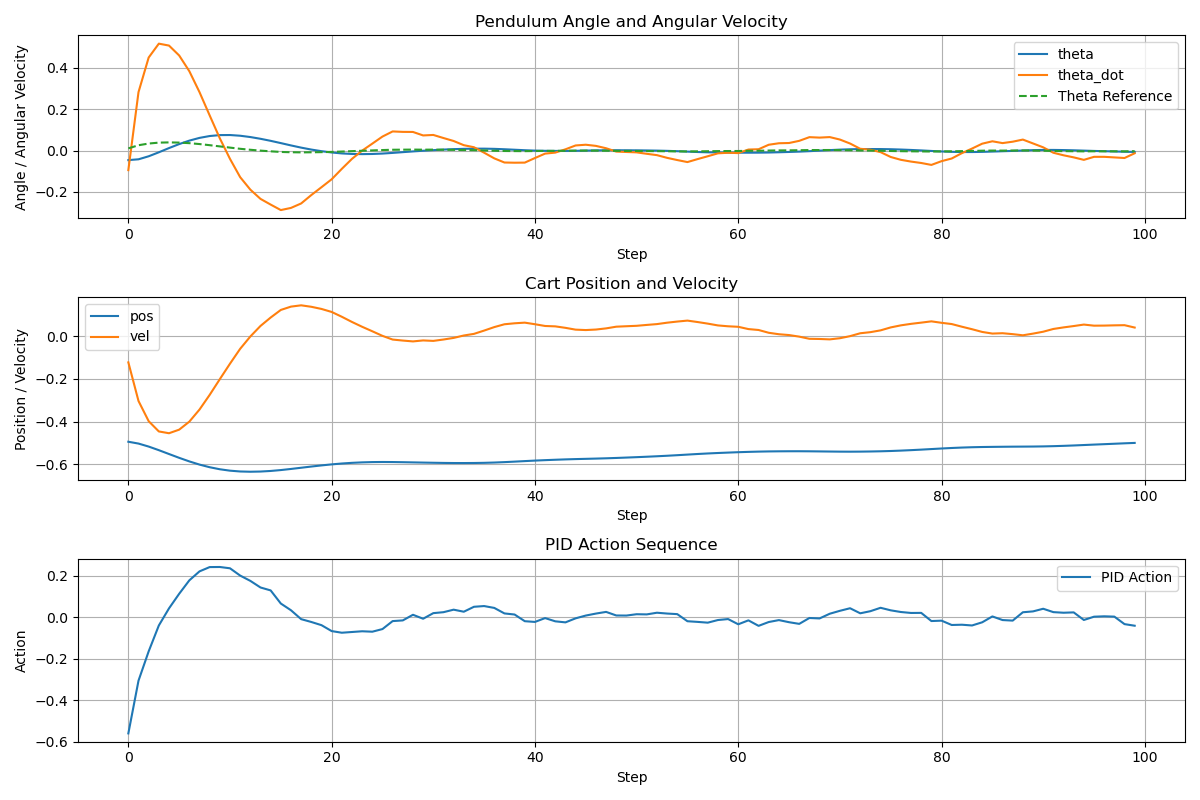 Pendulum Angle and Angular Velocity
Angle / Angular Velocity
0.4
0.2
0.0
−0.2
theta
theta_dot
Theta Reference
0 20 40 60 80 100
Step
Cart Position and Velocity
Position / Velocity
0.0
−0.2
−0.4
−0.6
pos
vel
0 20 40 60 80 100
Step
PID Action Sequence
Action
0.2
0.0
−0.2
−0.4
−0.6
PID Action
0 20 40 60 80 100
Step